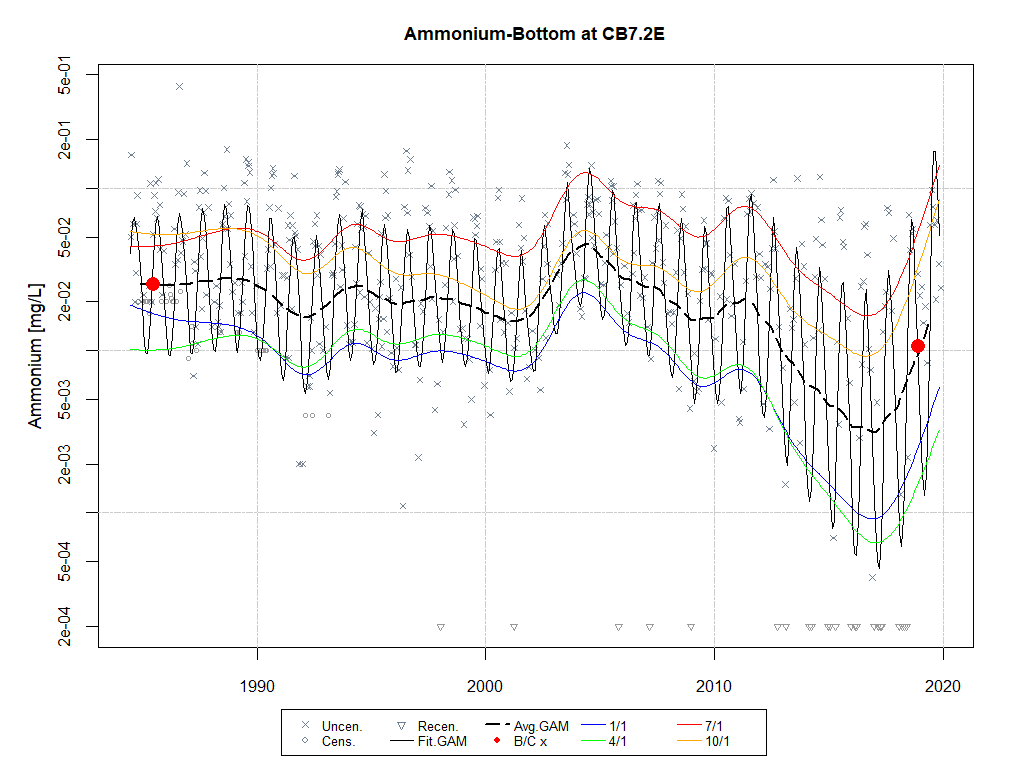 Ammonium-Bottom at CB7.2E
Ammonium [mg/L]
5e-01
2e-01
5e-02
2e-02
5e-03
2e-03
5e-04
2e-04
1990 2000 2010 2020
Uncen. Recen. Avg.GAM 1/1 7/1
Cens. Fit.GAM B/C x 4/1 10/1